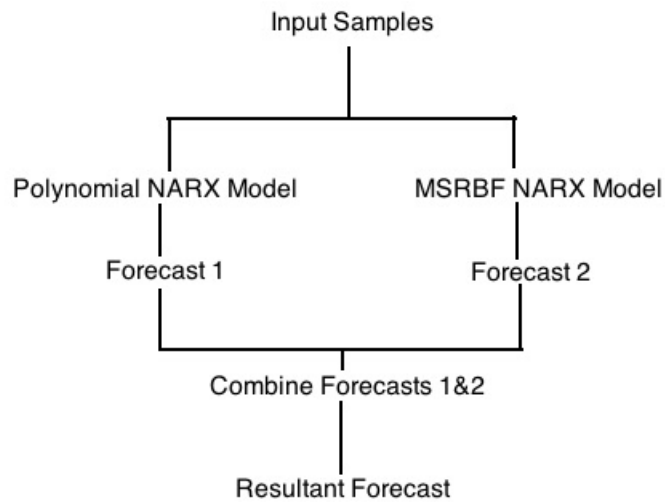 Input Samples
Polynomial NARX Model
MSRBF NARX Model
Forecast 1
Forecast 2
Combine Forecasts 1&2
Resultant Forecast